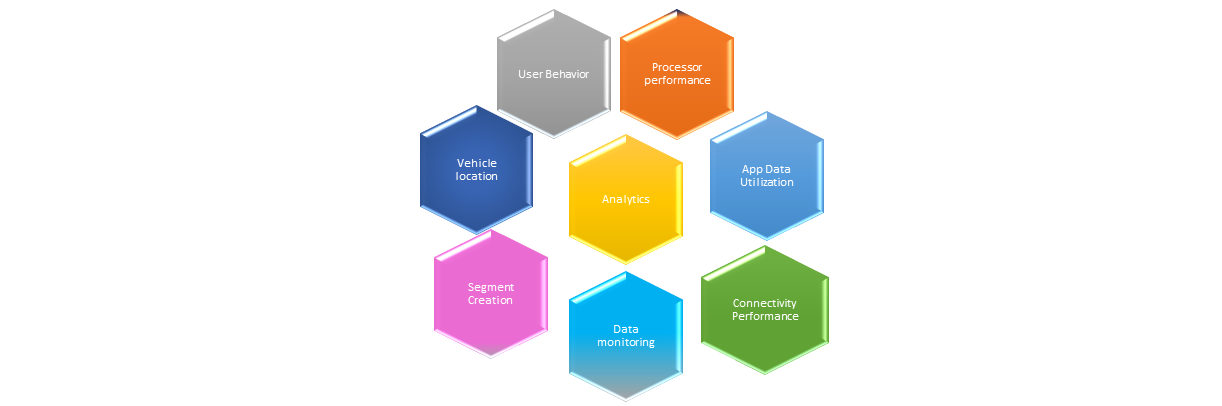 User Behavior
Processor
performance
Vehicle
location
App Data
Utilization
Analytics
Segment
Creation
Connectivity
Performance
Data
monitoring